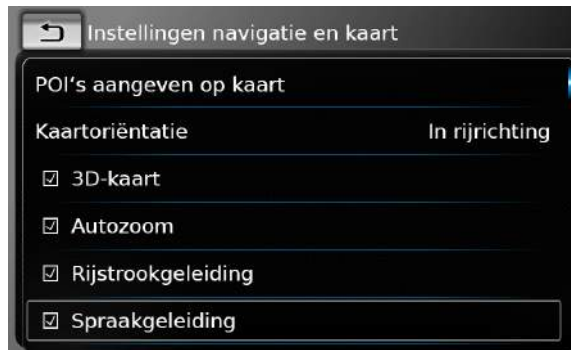 Instellingen navigatie en kaart
POI's aangeven op kaart
Kaartoriëntatie In rijrichting
3D-kaart
Autozoom
Rijstrookgeleiding
Spraakgeleiding